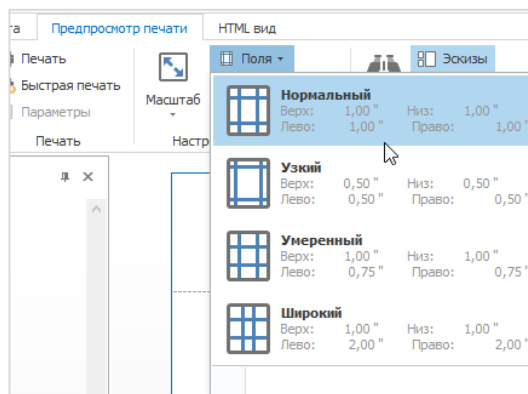 та Предпросмотр печати HTML вид
Печать
Поля
Эскизы
Быстрая печать
Масштаб
Параметры
Печать
Настр
Нормальный
Верх: 1,00 " Низ: 1,00 "
Лево: 1,00 " Право: 1,00 "
Узкий
Верх: 0,50 " Низ: 0,50 "
Лево: 0,50 " Право: 0,50 "
Умеренный
Верх: 1,00 " Низ: 1,00 "
Лево: 0,75 " Право: 0,75 "
Широкий
Верх: 1,00 " Низ: 1,00 "
Лево: 2,00 " Право: 2,00 "